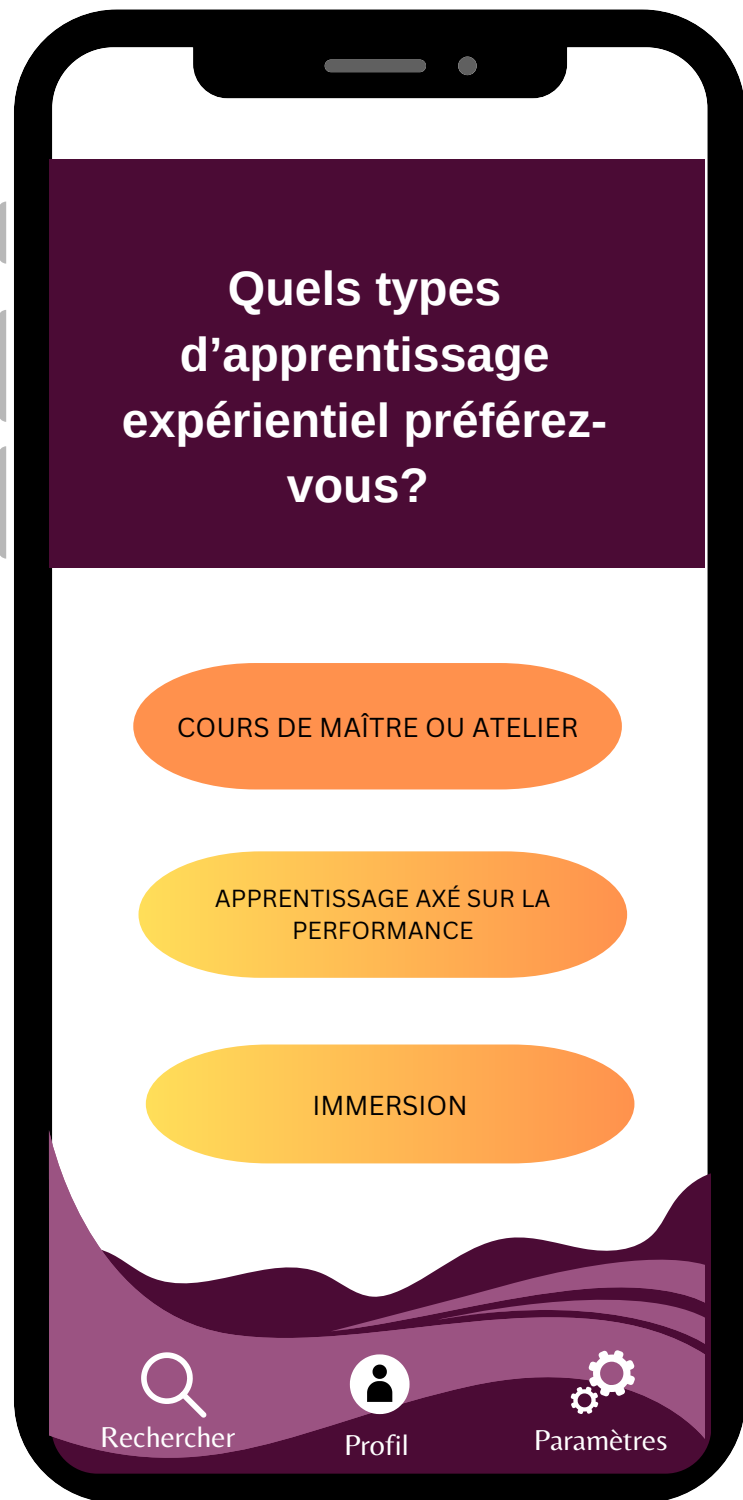 Quels types
d’apprentissage
expérientiel préférez-
vous?
COURS DE MAÎTRE OU ATELIER
APPRENTISSAGE AXÉ SUR LA
PERFORMANCE
IMMERSION
Rechercher
Profil
Paramètres